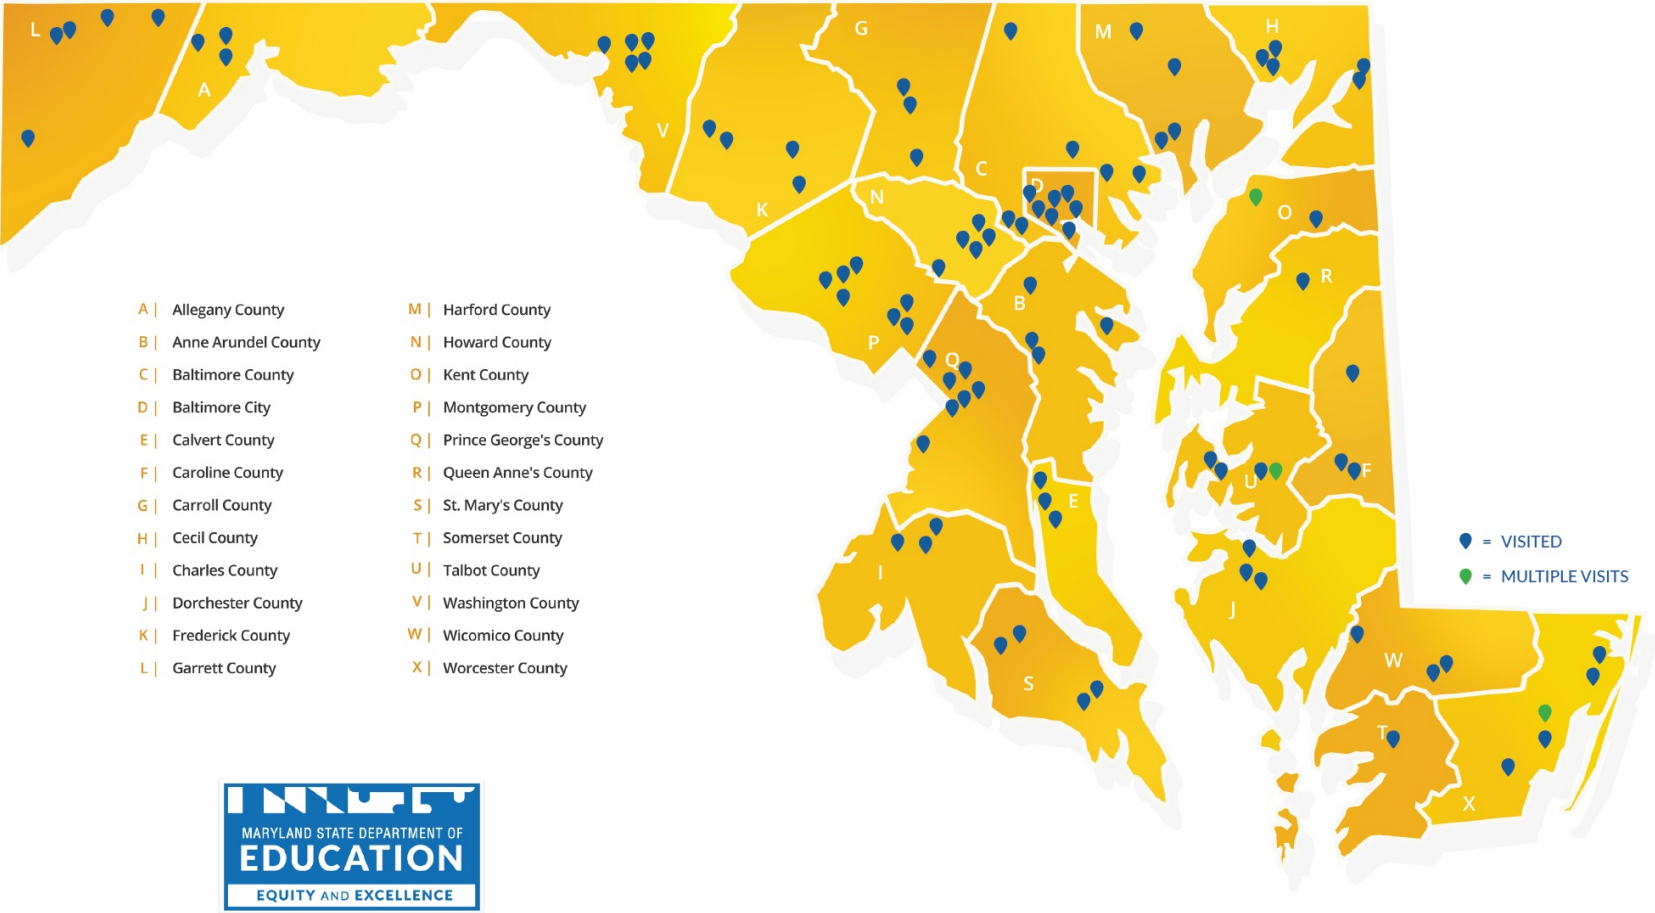 L
A
V
K
G
N
C
D
M
H
O
R
P
Q
B
E
F
U
I
J
S
W
T
X
A | Allegany County
B | Anne Arundel County
C | Baltimore County
D | Baltimore City
E | Calvert County
F | Caroline County
G | Carroll County
H | Cecil County
I | Charles County
J | Dorchester County
K | Frederick County
L | Garrett County
M | Harford County
N | Howard County
O | Kent County
P | Montgomery County
Q | Prince George's County
R | Queen Anne's County
S | St. Mary's County
T | Somerset County
U | Talbot County
V | Washington County
W | Wicomico County
X | Worcester County
= VISITED
= MULTIPLE VISITS
MARYLAND STATE DEPARTMENT OF
EDUCATION
EQUITY AND EXCELLENCE